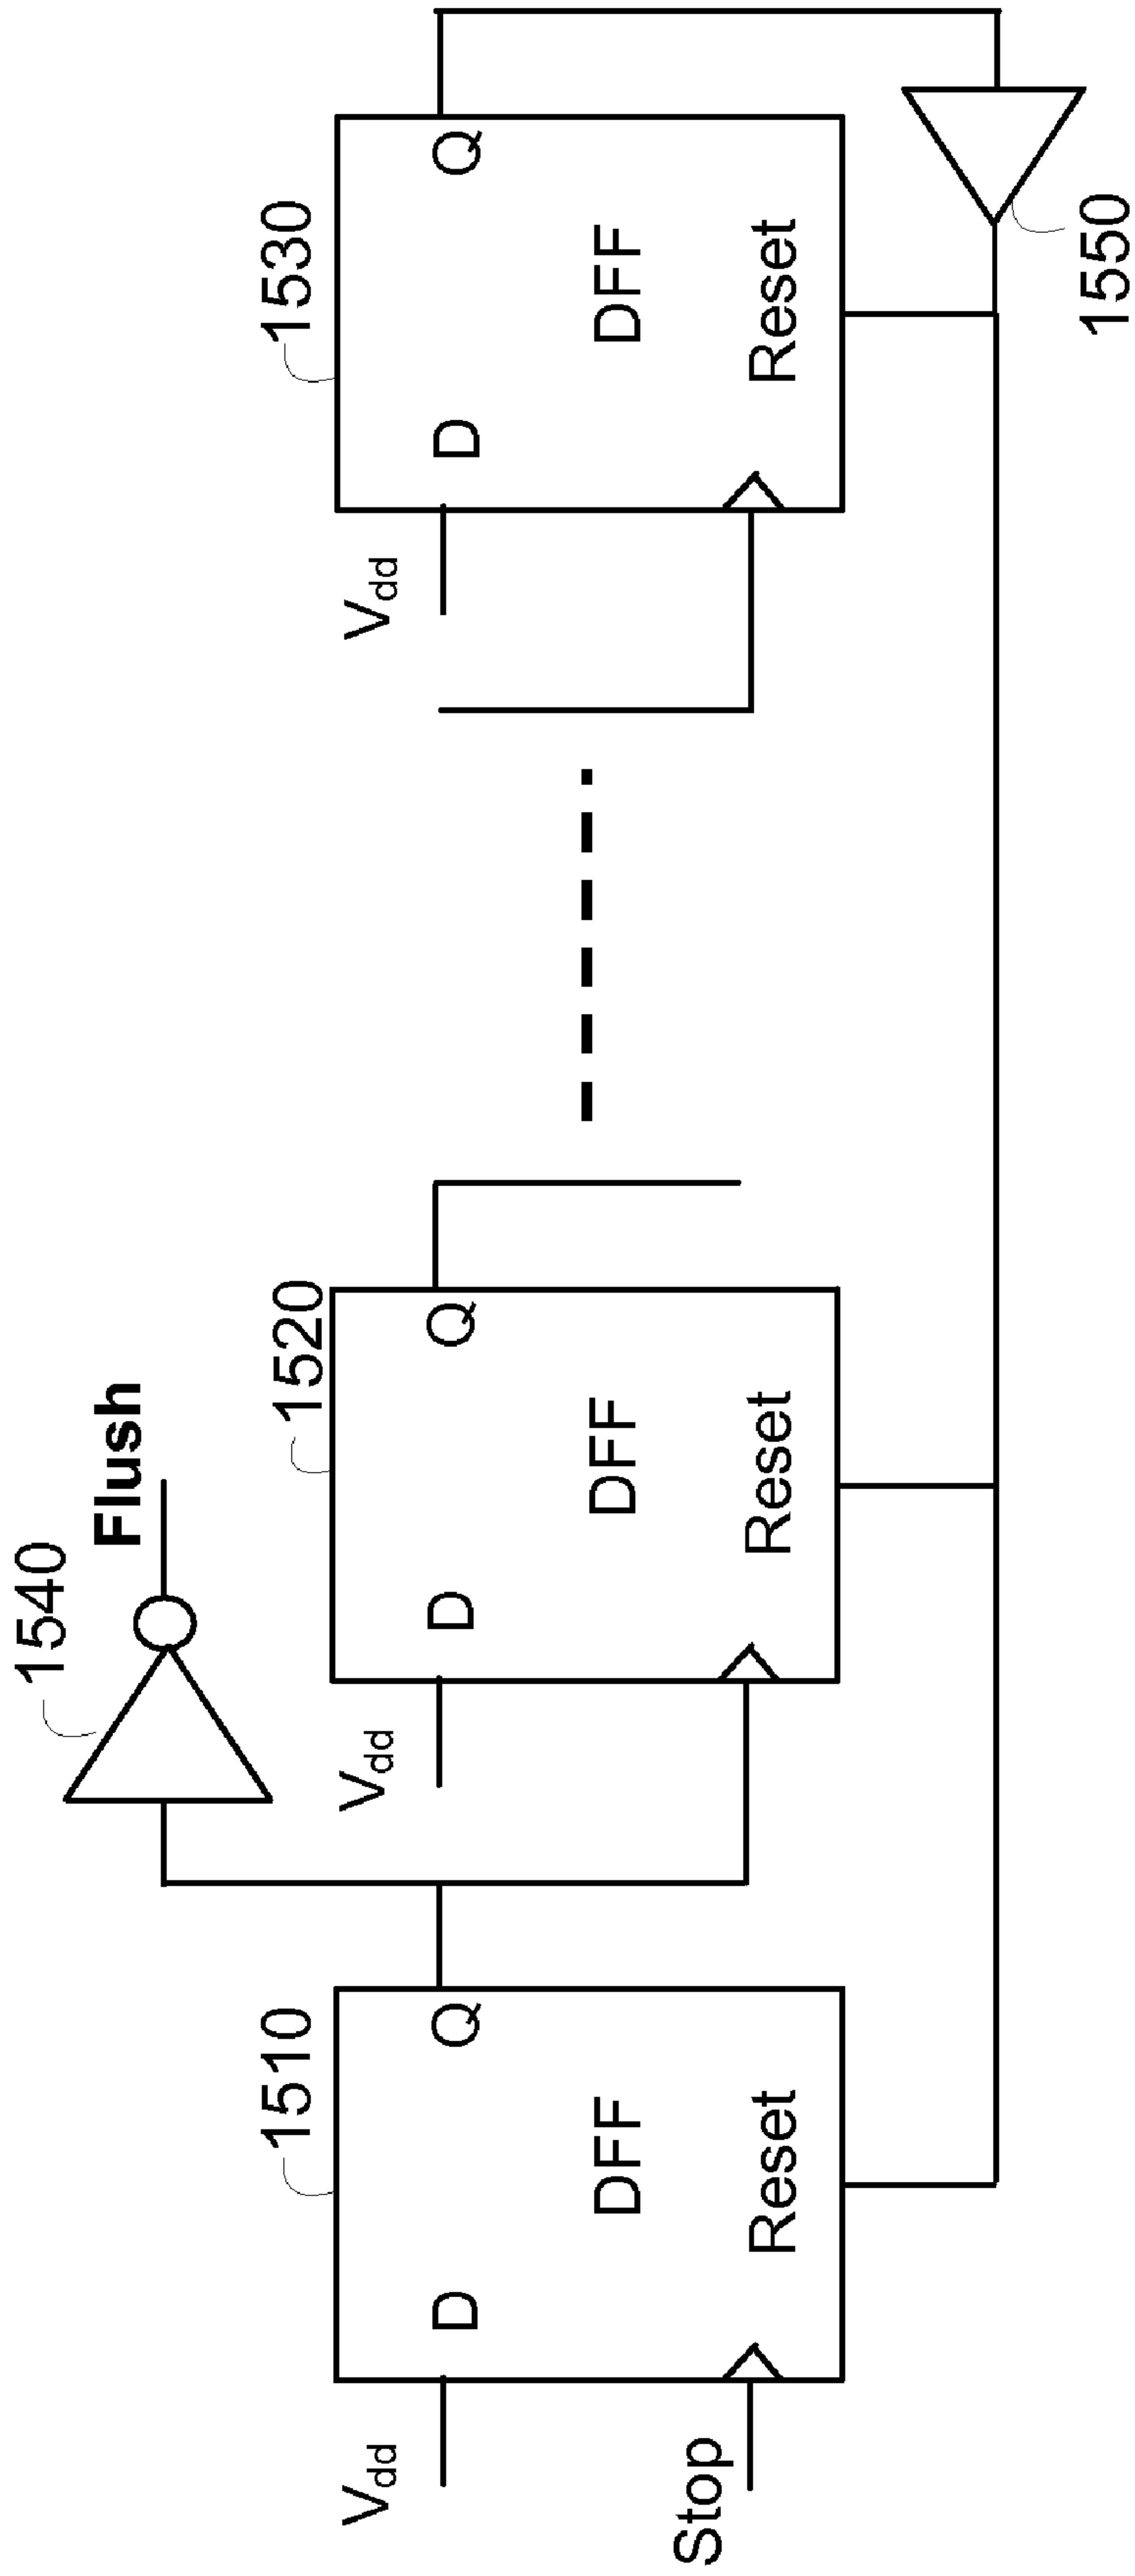 1540
Flush
1510
1520
1530
Vdd
D
Q
Vdd
D
Q
Vdd
D
Q
DFF
DFF
DFF
Stop
Reset
Reset
Reset
1550